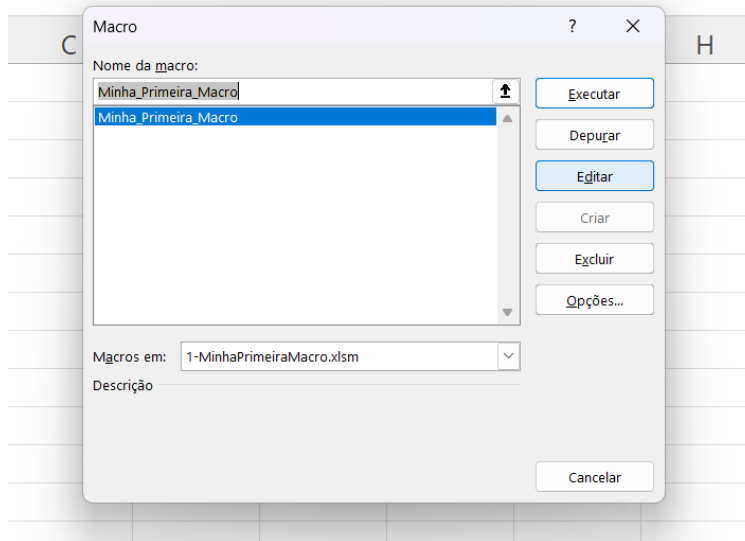 Macro ? X
C H
Nome da macro:
Minha_Primeira_Macro
Minha_Primeira_Macro
Executar
Depurar
Editar
Criar
Excluir
Opções...
Macros em: 1-MinhaPrimeiraMacro.xlsm
Descrição
Cancelar